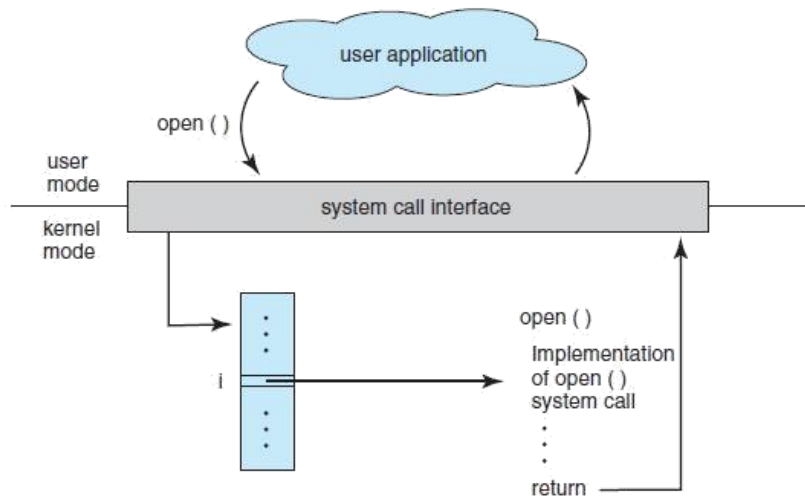 user application
open ( )
user
mode
system call interface
kernel
mode
open ( )
i
Implementation
of open ( )
system call
return